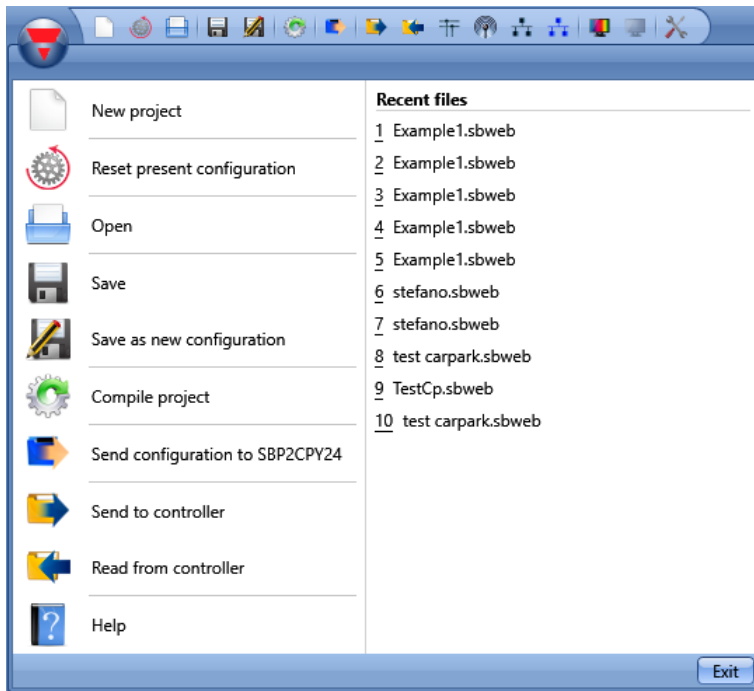 New project
Reset present configuration
Open
Save
Save as new configuration
Compile project
Send configuration to SBP2CPY24
Send to controller
Read from controller
Help
Recent files
1 Example1.sbweb
2 Example1.sbweb
3 Example1.sbweb
4 Example1.sbweb
5 Example1.sbweb
6 stefano.sbweb
7 stefano.sbweb
8 test carpark.sbweb
9 TestCp.sbweb
10 test carpark.sbweb
Exit